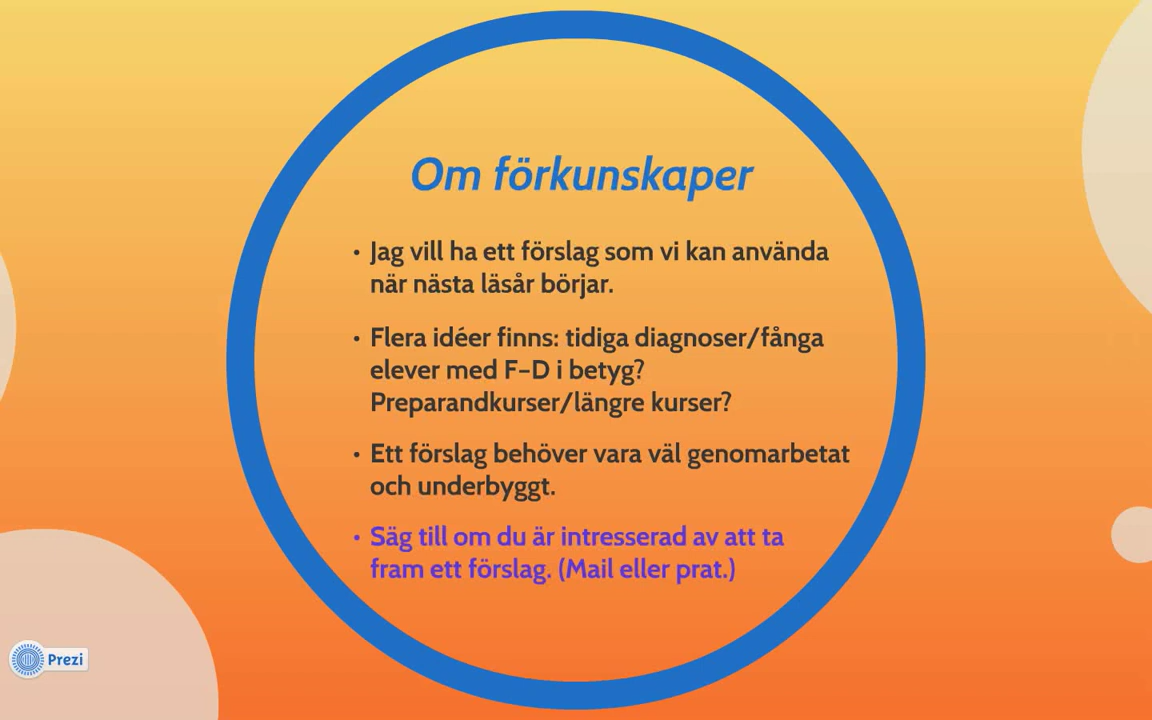 Om förkunskaper
• Jag vill ha ett förslag som vi kan använda
när nästa läsår börjar.
• Flera idéer finns: tidiga diagnoser/fånga
elever med F–D i betyg?
Preparandkurser/längre kurser?
• Ett förslag behöver vara väl genomarbetat
och underbyggt.
• Säg till om du är intresserad av att ta
fram ett förslag. (Mail eller prat.)
Prezi